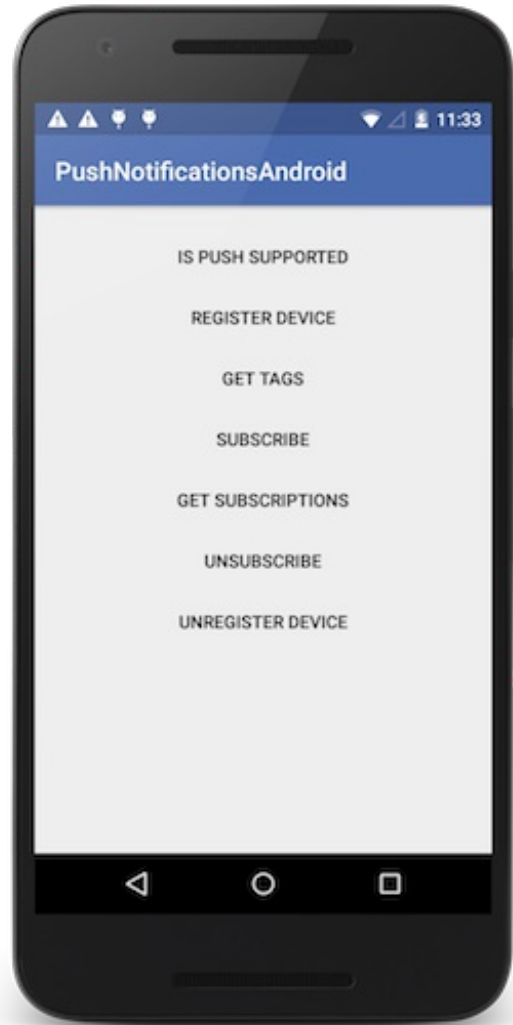 11:33
PushNotificationsAndroid
IS PUSH SUPPORTED
REGISTER DEVICE
GET TAGS
SUBSCRIBE
GET SUBSCRIPTIONS
UNSUBSCRIBE
UNREGISTER DEVICE